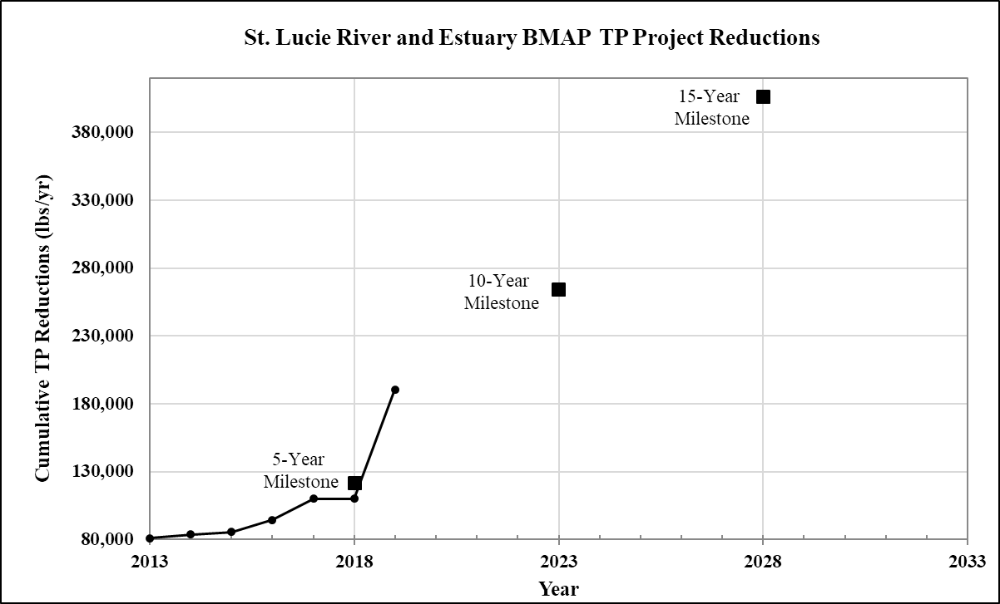 St. Lucie River and Estuary BMAP TP Project Reductions
Cumulative TP Reductions (lbs/yr)
380,000
330,000
280,000
230,000
180,000
130,000
80,000
15-Year
Milestone
10-Year
Milestone
5-Year
Milestone
2013
2018
2023
2028
2033
Year